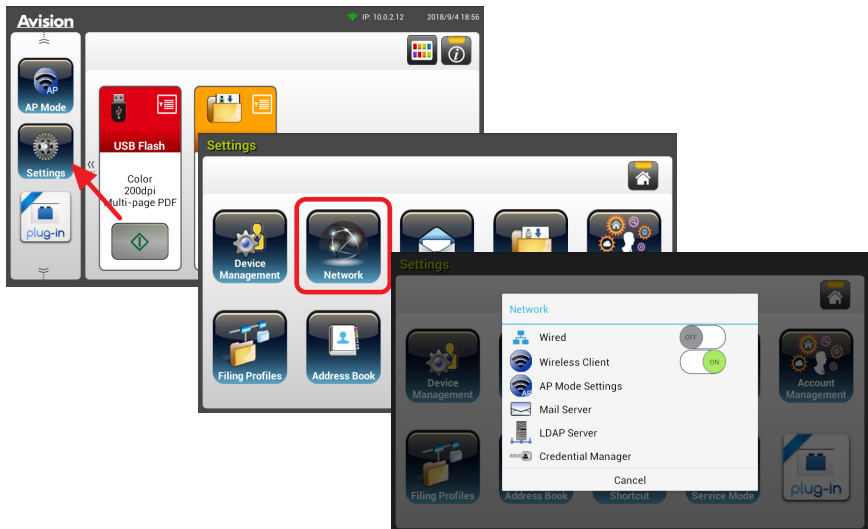 Avision
IP: 10.0.2.12
2018/9/4 18:56
AP
AP Mode
Settings
plug-in
USB Flash
Color
200dpi
Multi-page PDF
Settings
Device
Management
Network
Filing Profiles
Address Book
Settings
Device
Management
Account
Management
Filing Profiles
Address Book
Shortcut
Service Mode
plug-in
Network
Wired
OFF
Wireless Client
ON
AP
AP Mode Settings
Mail Server
LDAP Server
Credential Manager
Cancel